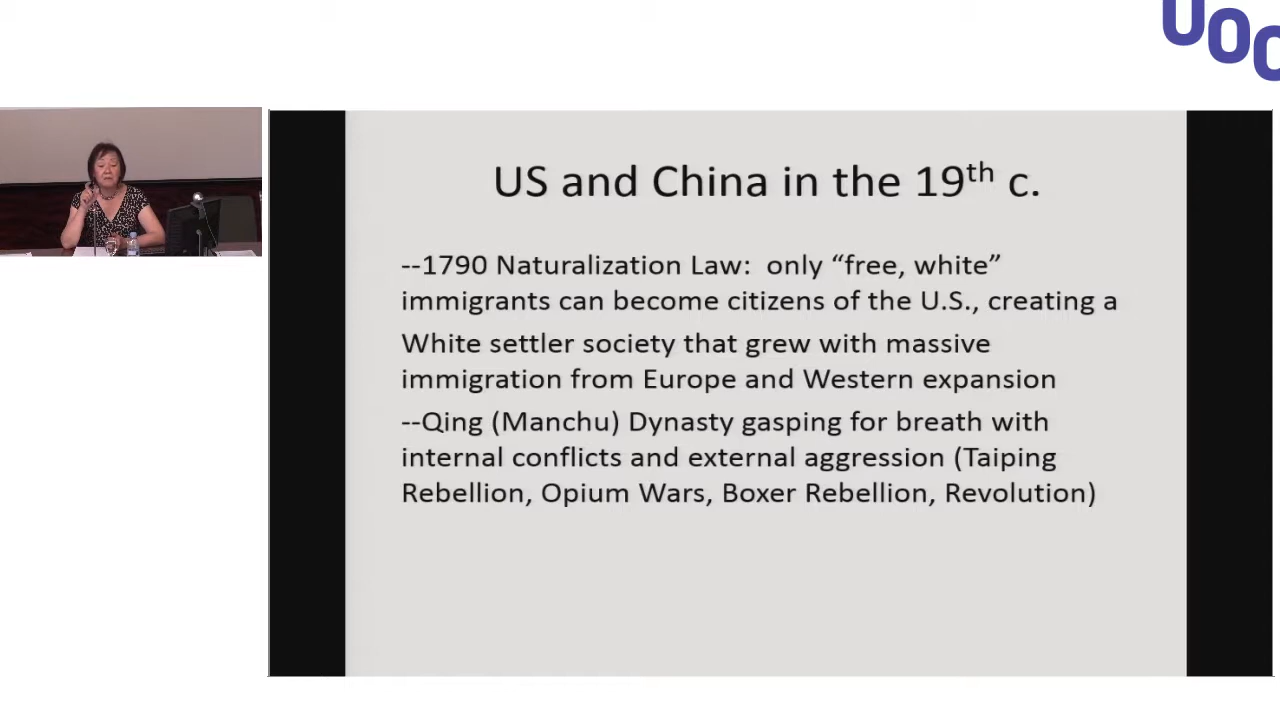 UOC
US and China in the 19th c.
--1790 Naturalization Law:  only “free, white”
immigrants can become citizens of the U.S., creating a
White settler society that grew with massive
immigration from Europe and Western expansion
--Qing (Manchu) Dynasty gasping for breath with
internal conflicts and external aggression (Taiping
Rebellion, Opium Wars, Boxer Rebellion, Revolution)